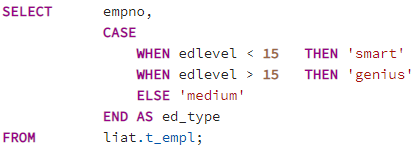 SELECT empno,
CASE
WHEN edlevel < 15 THEN 'smart'
WHEN edlevel > 15 THEN 'genius'
ELSE 'medium'
END AS ed_type
FROM liat.t_empl;